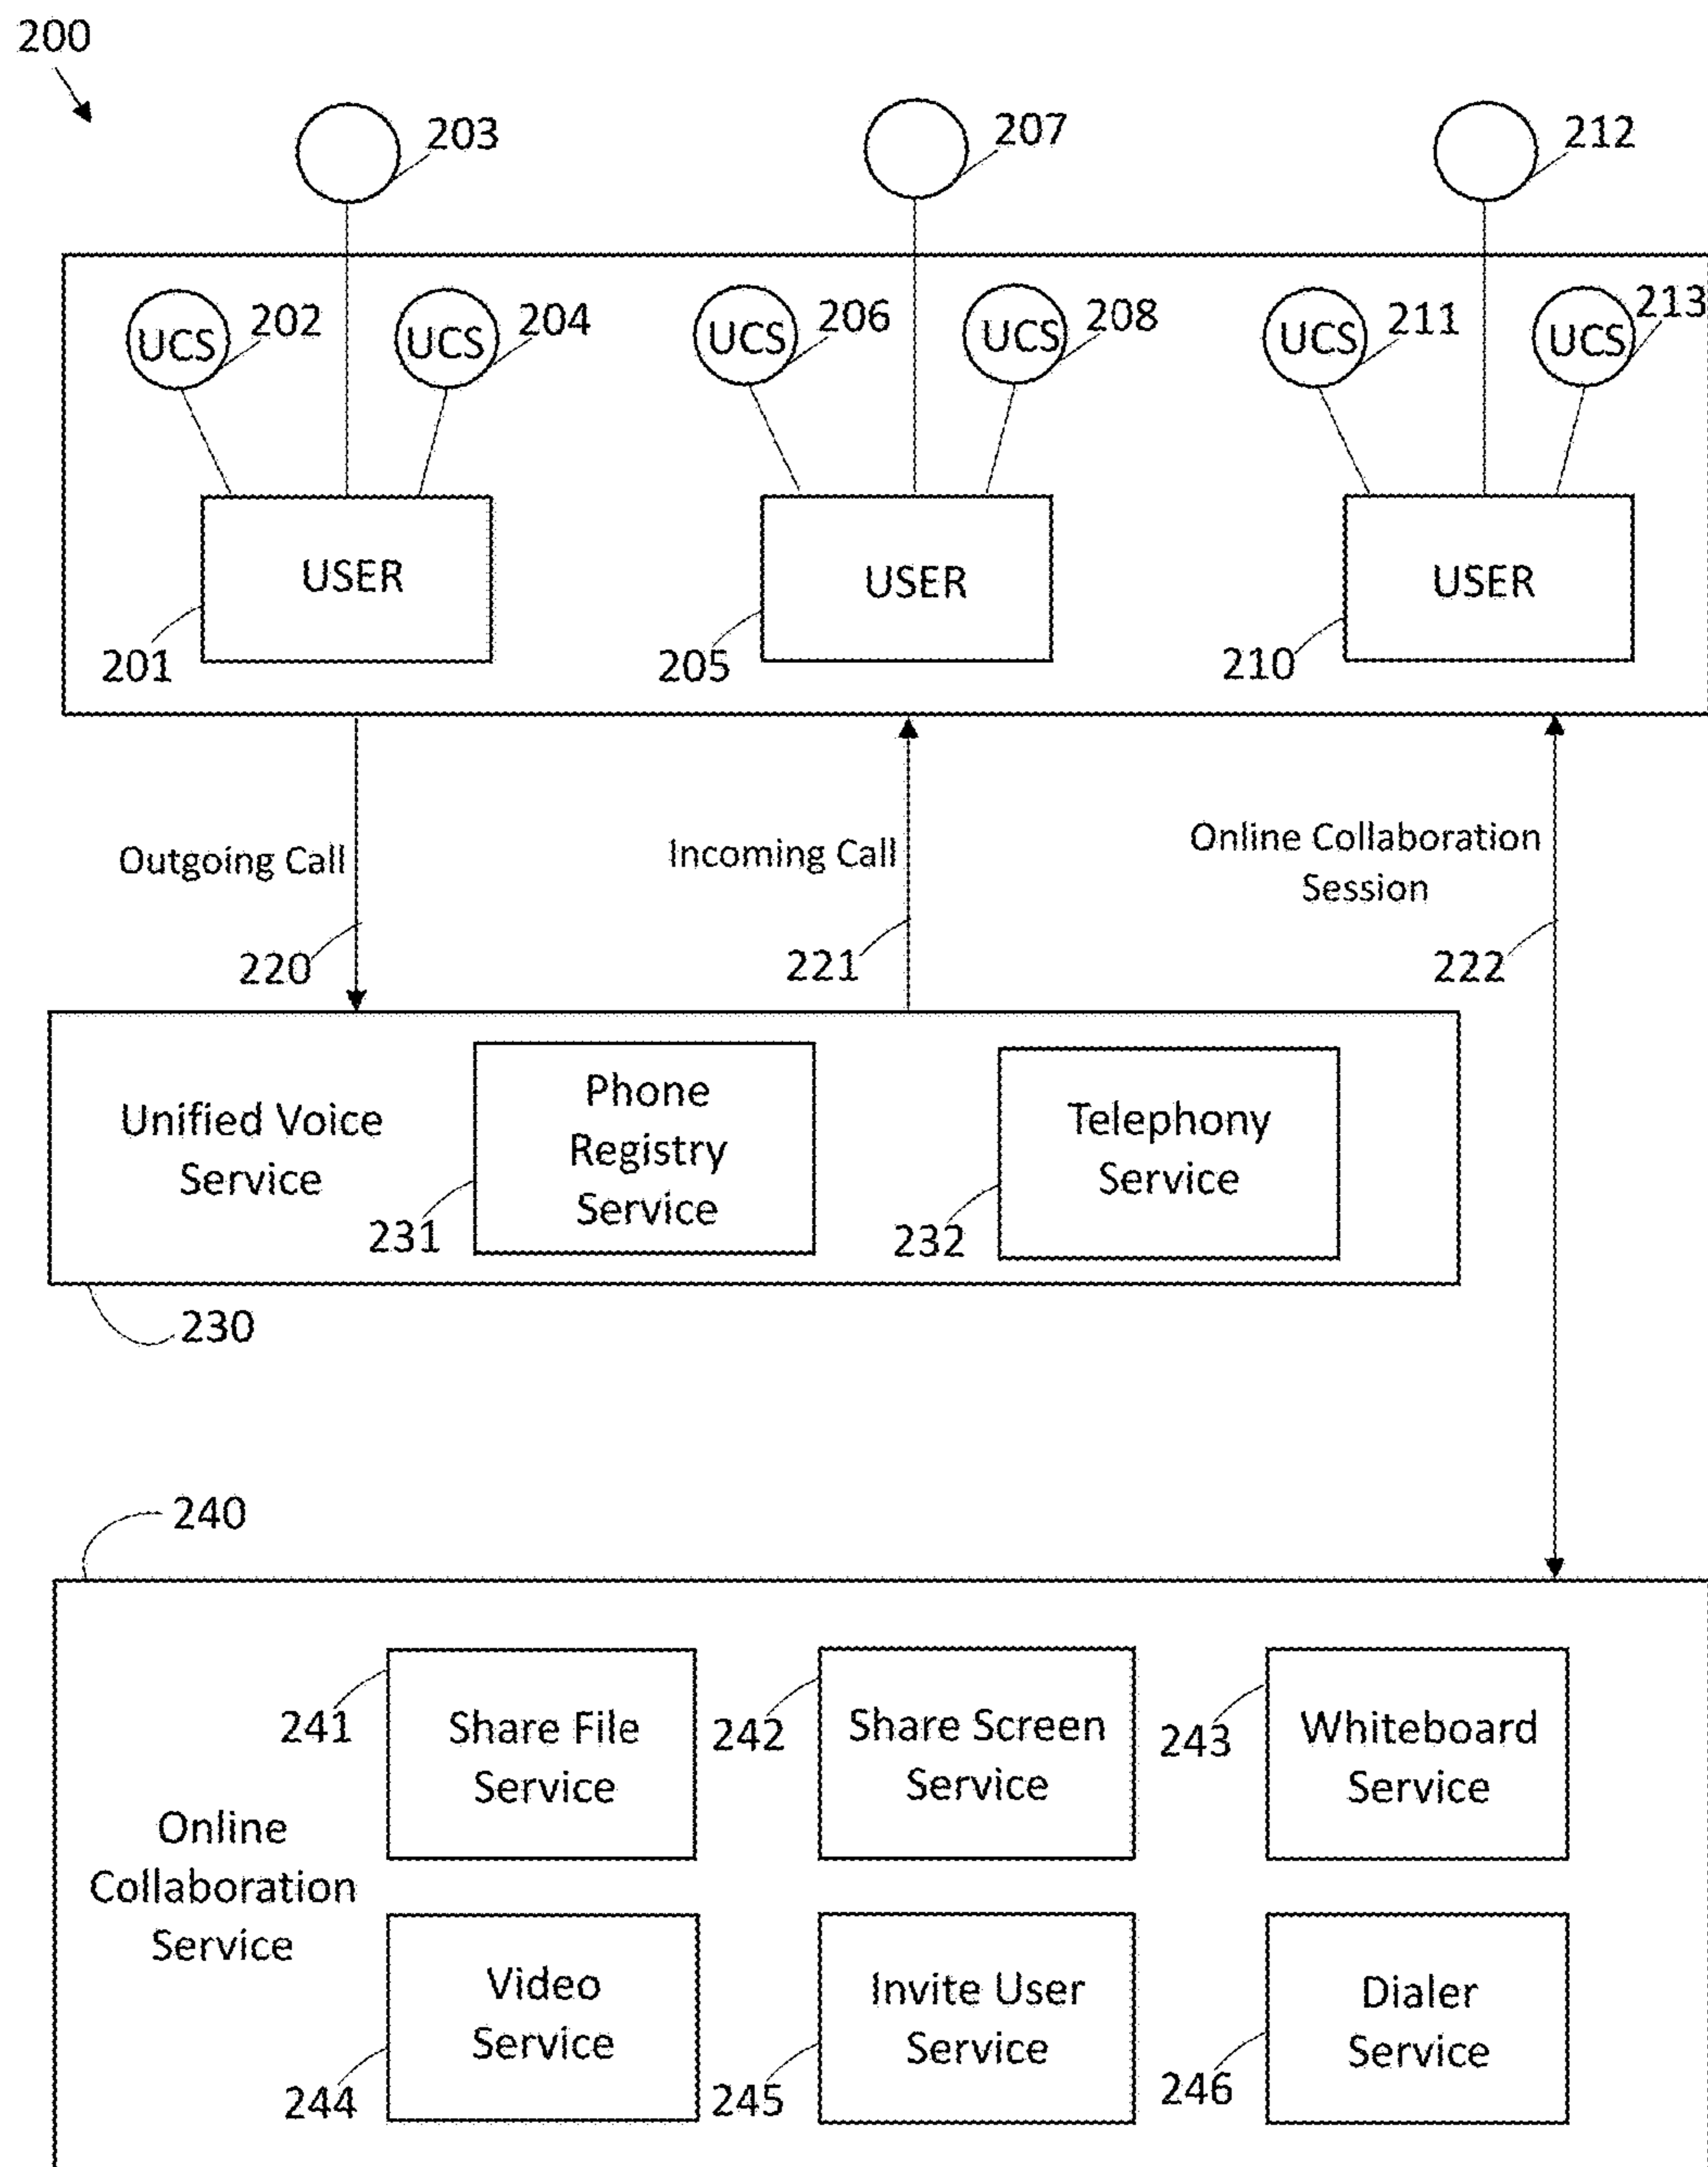 200
203
207
212
UCS
202
UCS
204
UCS
206
UCS
208
UCS
211
UCS
213
USER
USER
USER
201
205
210
Outgoing Call
Incoming Call
Online Collaboration
Session
220
221
222
Unified Voice
Service
Phone
Registry
Service
Telephony
Service
231
232
230
240
Online
Collaboration
Service
241
Share File
Service
242
Share Screen
Service
243
Whiteboard
Service
Video
Service
244
Invite User
Service
245
Dialer
Service
246